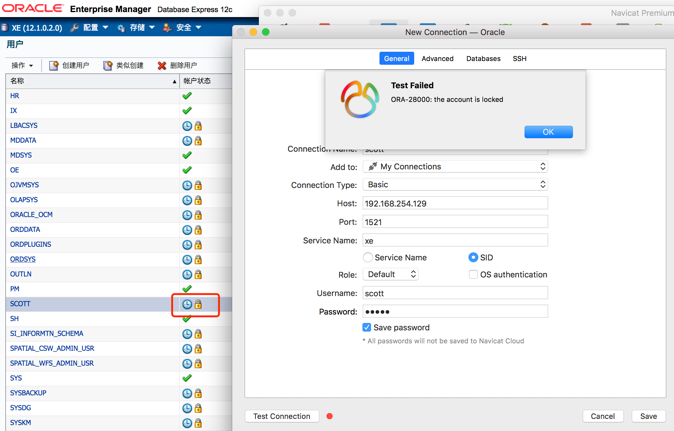 ORACLE Enterprise Manager Database Express 12c
XE (12.1.0.2.0) 配置 存储 安全
用户
操作 创建用户 类似创建 删除用户
名称 帐户状态
HR
IX
LBACSYS
MDDATA
MDSYS
OE
OJVMSYS
OLAPSYS
ORACLE_OCM
ORDDATA
ORDPLUGINS
ORDSYS
OUTLN
PM
SCOTT
SH
SI_INFORMTN_SCHEMA
SPATIAL_CSW_ADMIN_USR
SPATIAL_WFS_ADMIN_USR
SYS
SYSBACKUP
SYSDG
SYSKM
Navicat Premium
New Connection — Oracle
General Advanced Databases SSH
Test Failed
ORA-28000: the account is locked
OK
Connection Name: scott
Add to: My Connections
Connection Type: Basic
Host: 192.168.254.129
Port: 1521
Service Name: xe
Service Name SID
Role: Default OS authentication
Username: scott
Password: •••••
Save password
* All passwords will not be saved to Navicat Cloud
Test Connection Cancel Save